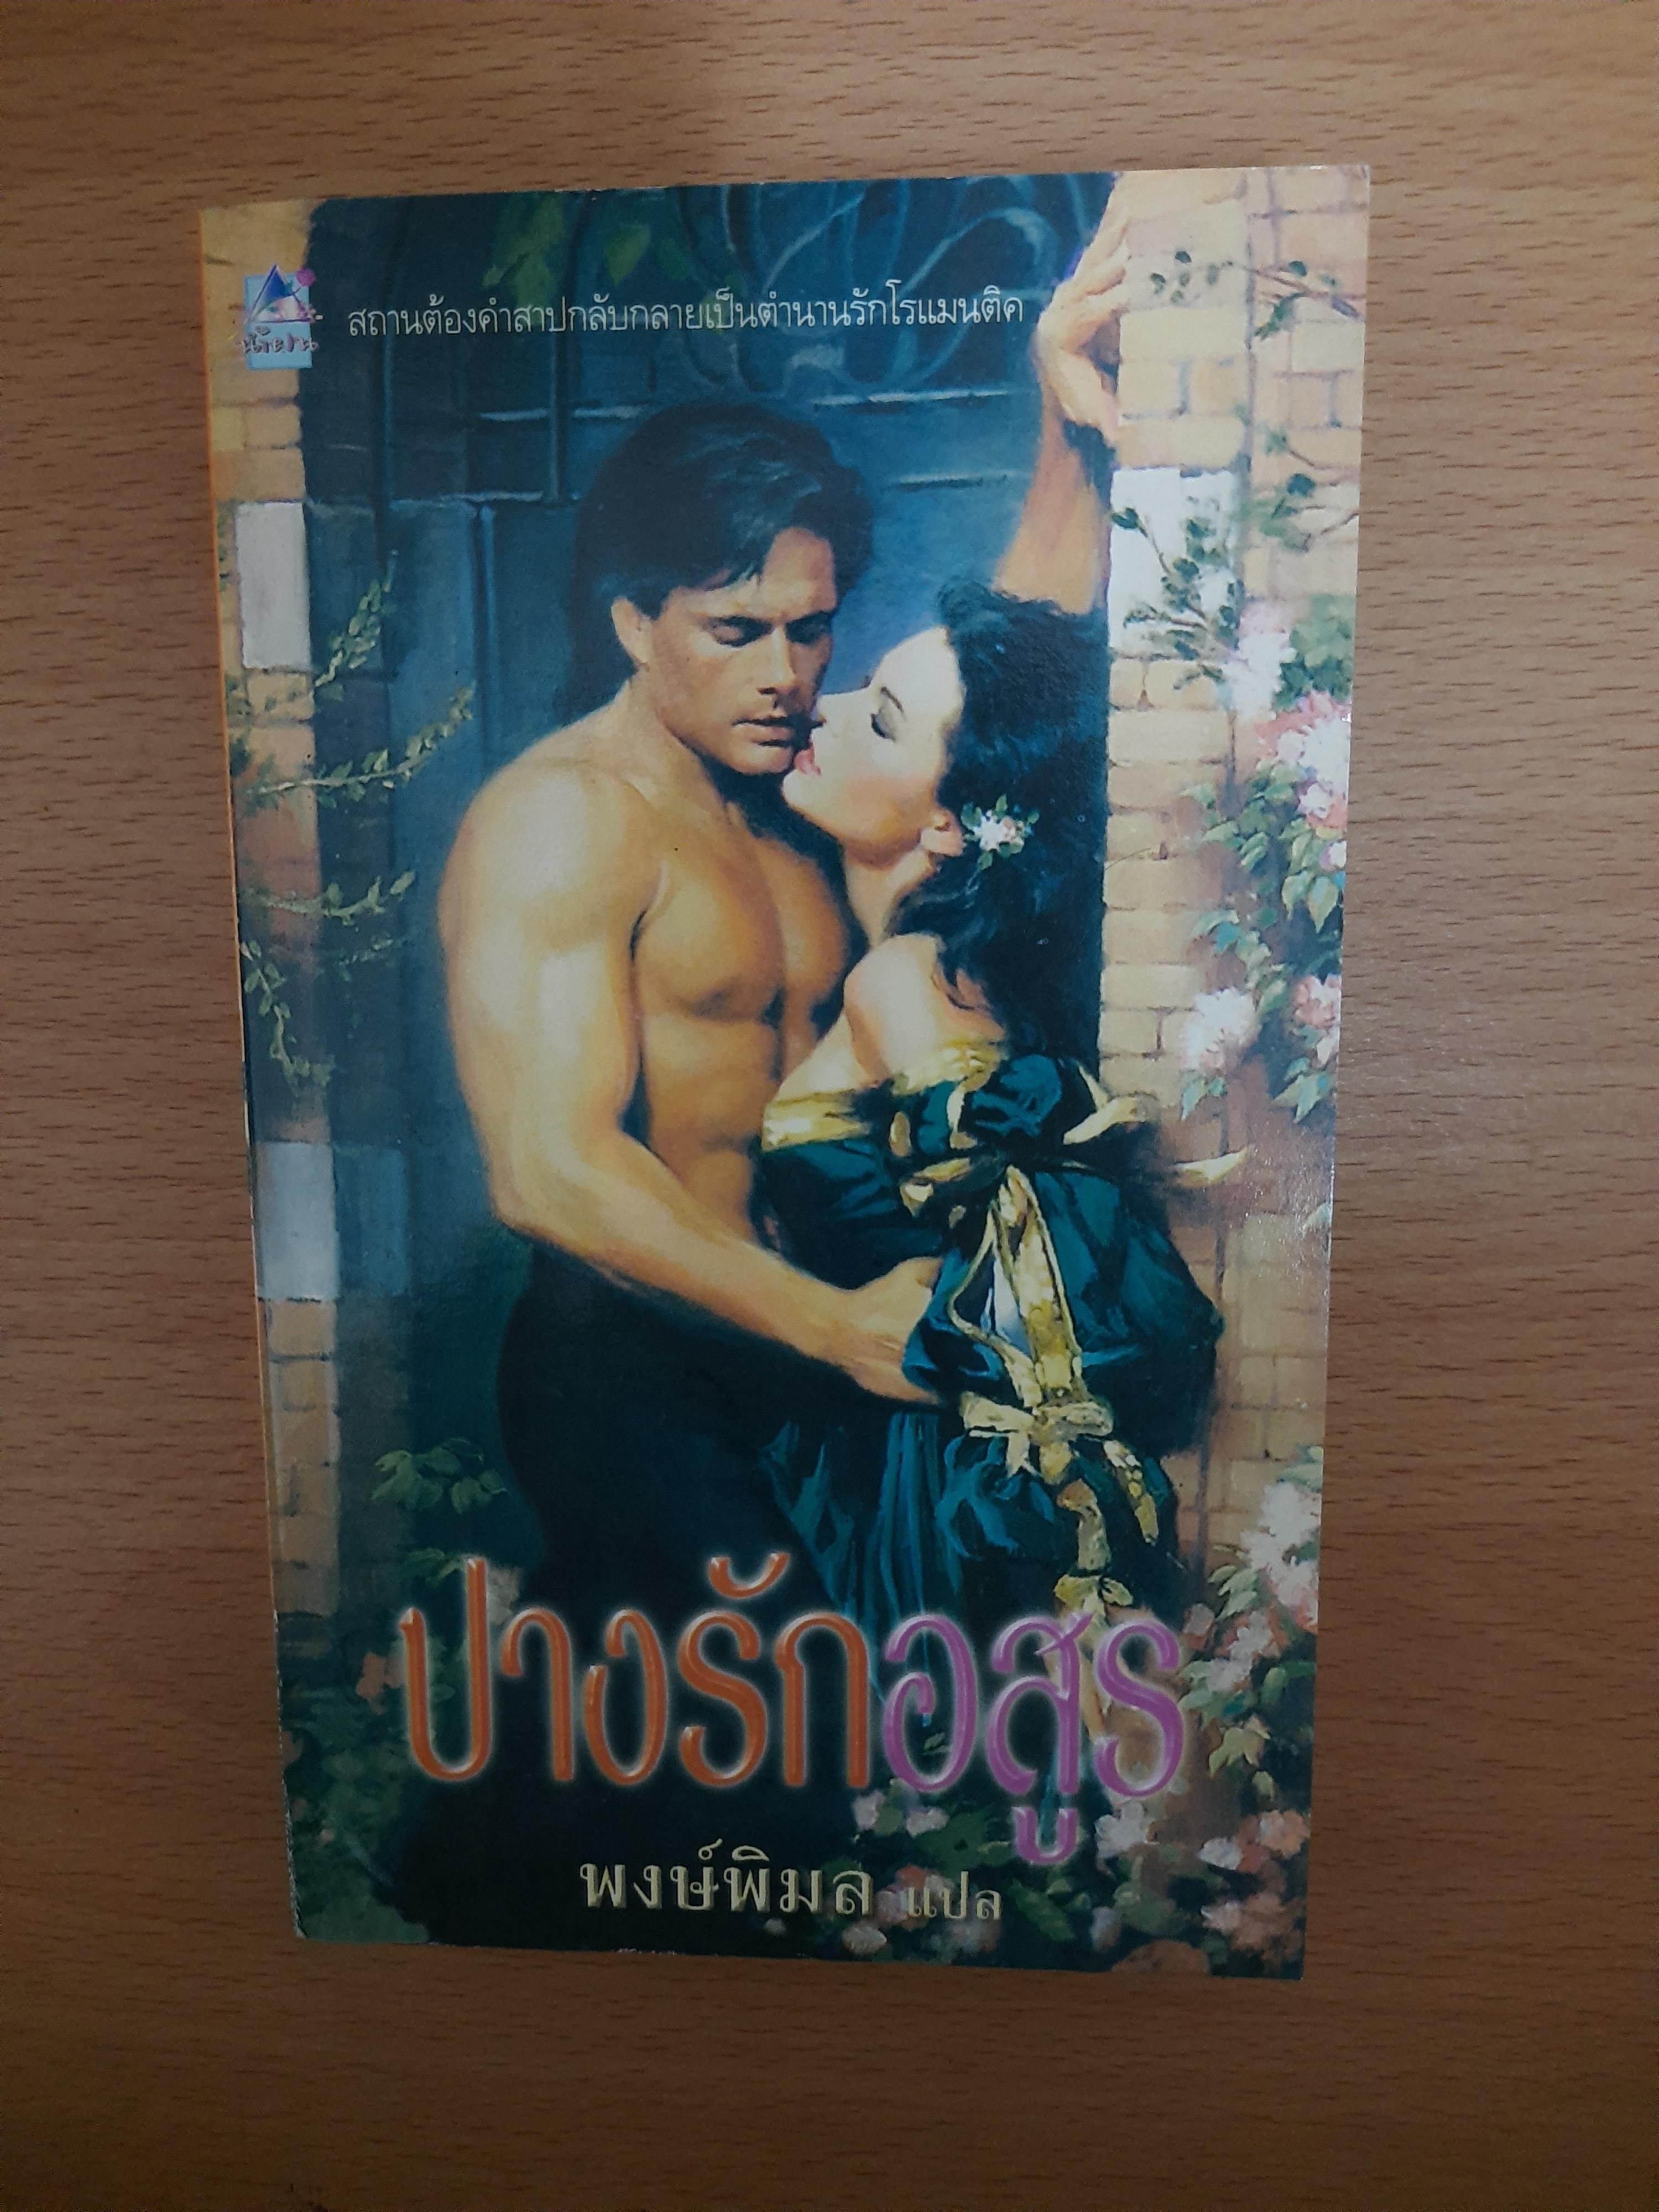 สถานต้องคำสาปกลับกลายเป็นตำนานรักโรแมนติค
ปางรักอสูร
พงษ์พิมล แปล